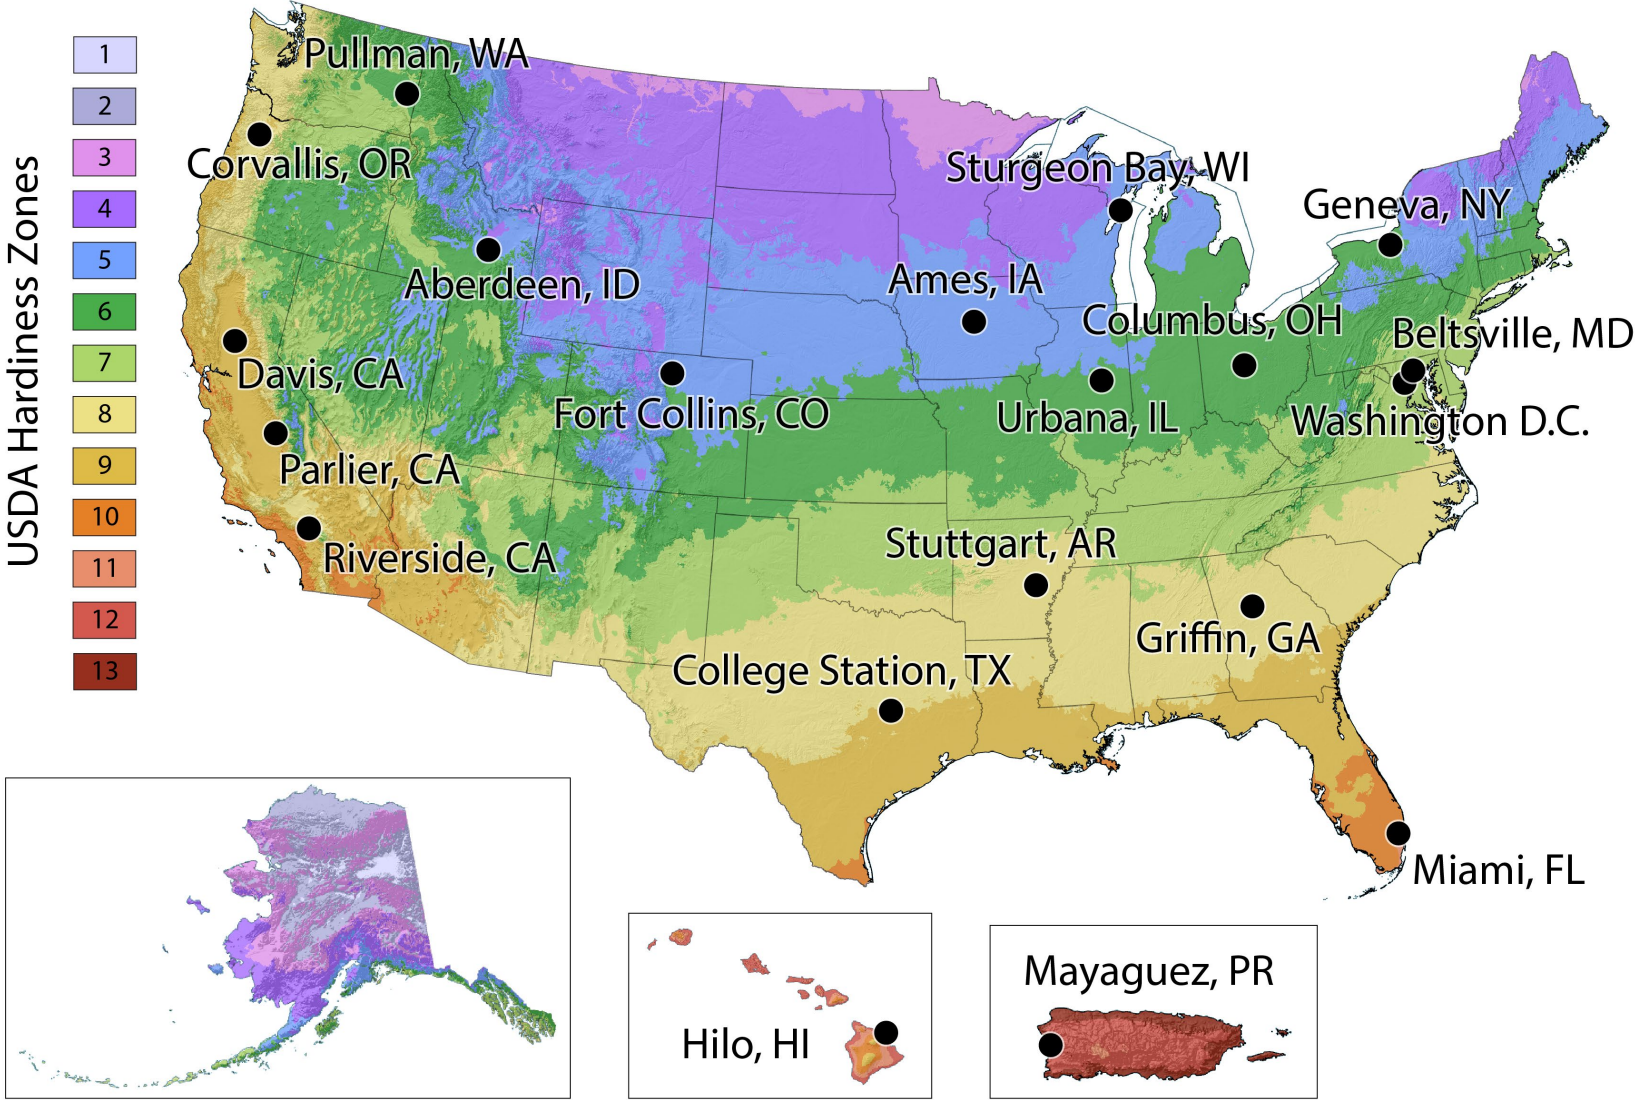 USDA Hardiness Zones
1
2
3
4
5
6
7
8
9
10
11
12
13
Pullman, WA
Corvallis, OR
Sturgeon Bay, WI
Geneva, NY
Aberdeen, ID
Ames, IA
Columbus, OH
Beltsville, MD
Davis, CA
Fort Collins, CO
Urbana, IL
Washington D.C.
Parlier, CA
Riverside, CA
Stuttgart, AR
Griffin, GA
College Station, TX
Miami, FL
Hilo, HI
Mayaguez, PR